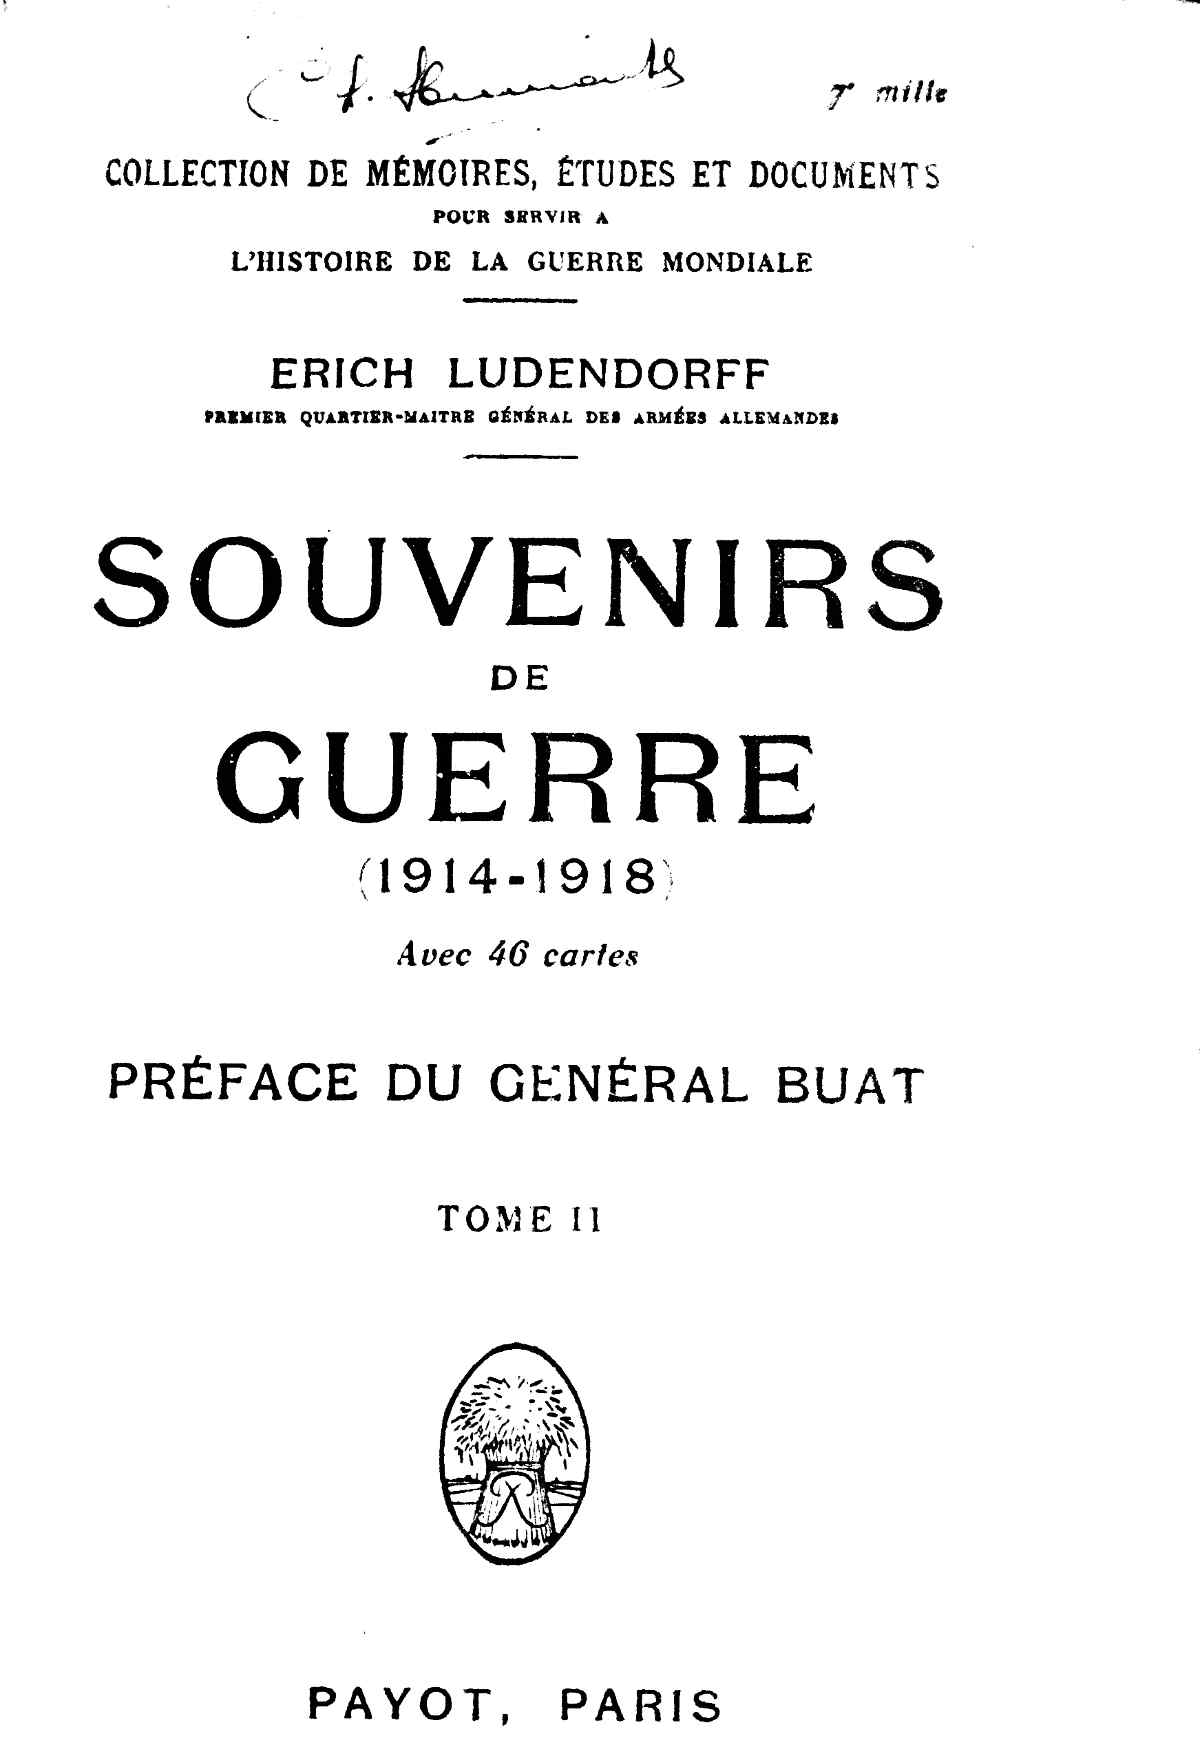 7e mille
COLLECTION DE MÉMOIRES, ÉTUDES ET DOCUMENTS
POUR SERVIR A
L'HISTOIRE DE LA GUERRE MONDIALE
ERICH LUDENDORFF
PREMIER QUARTIER-MAITRE GÉNÉRAL DES ARMÉES ALLEMANDES
SOUVENIRS
DE
GUERRE
(1914-1918)
Avec 46 cartes
PRÉFACE DU GÉNÉRAL BUAT
TOME II
PAYOT, PARIS